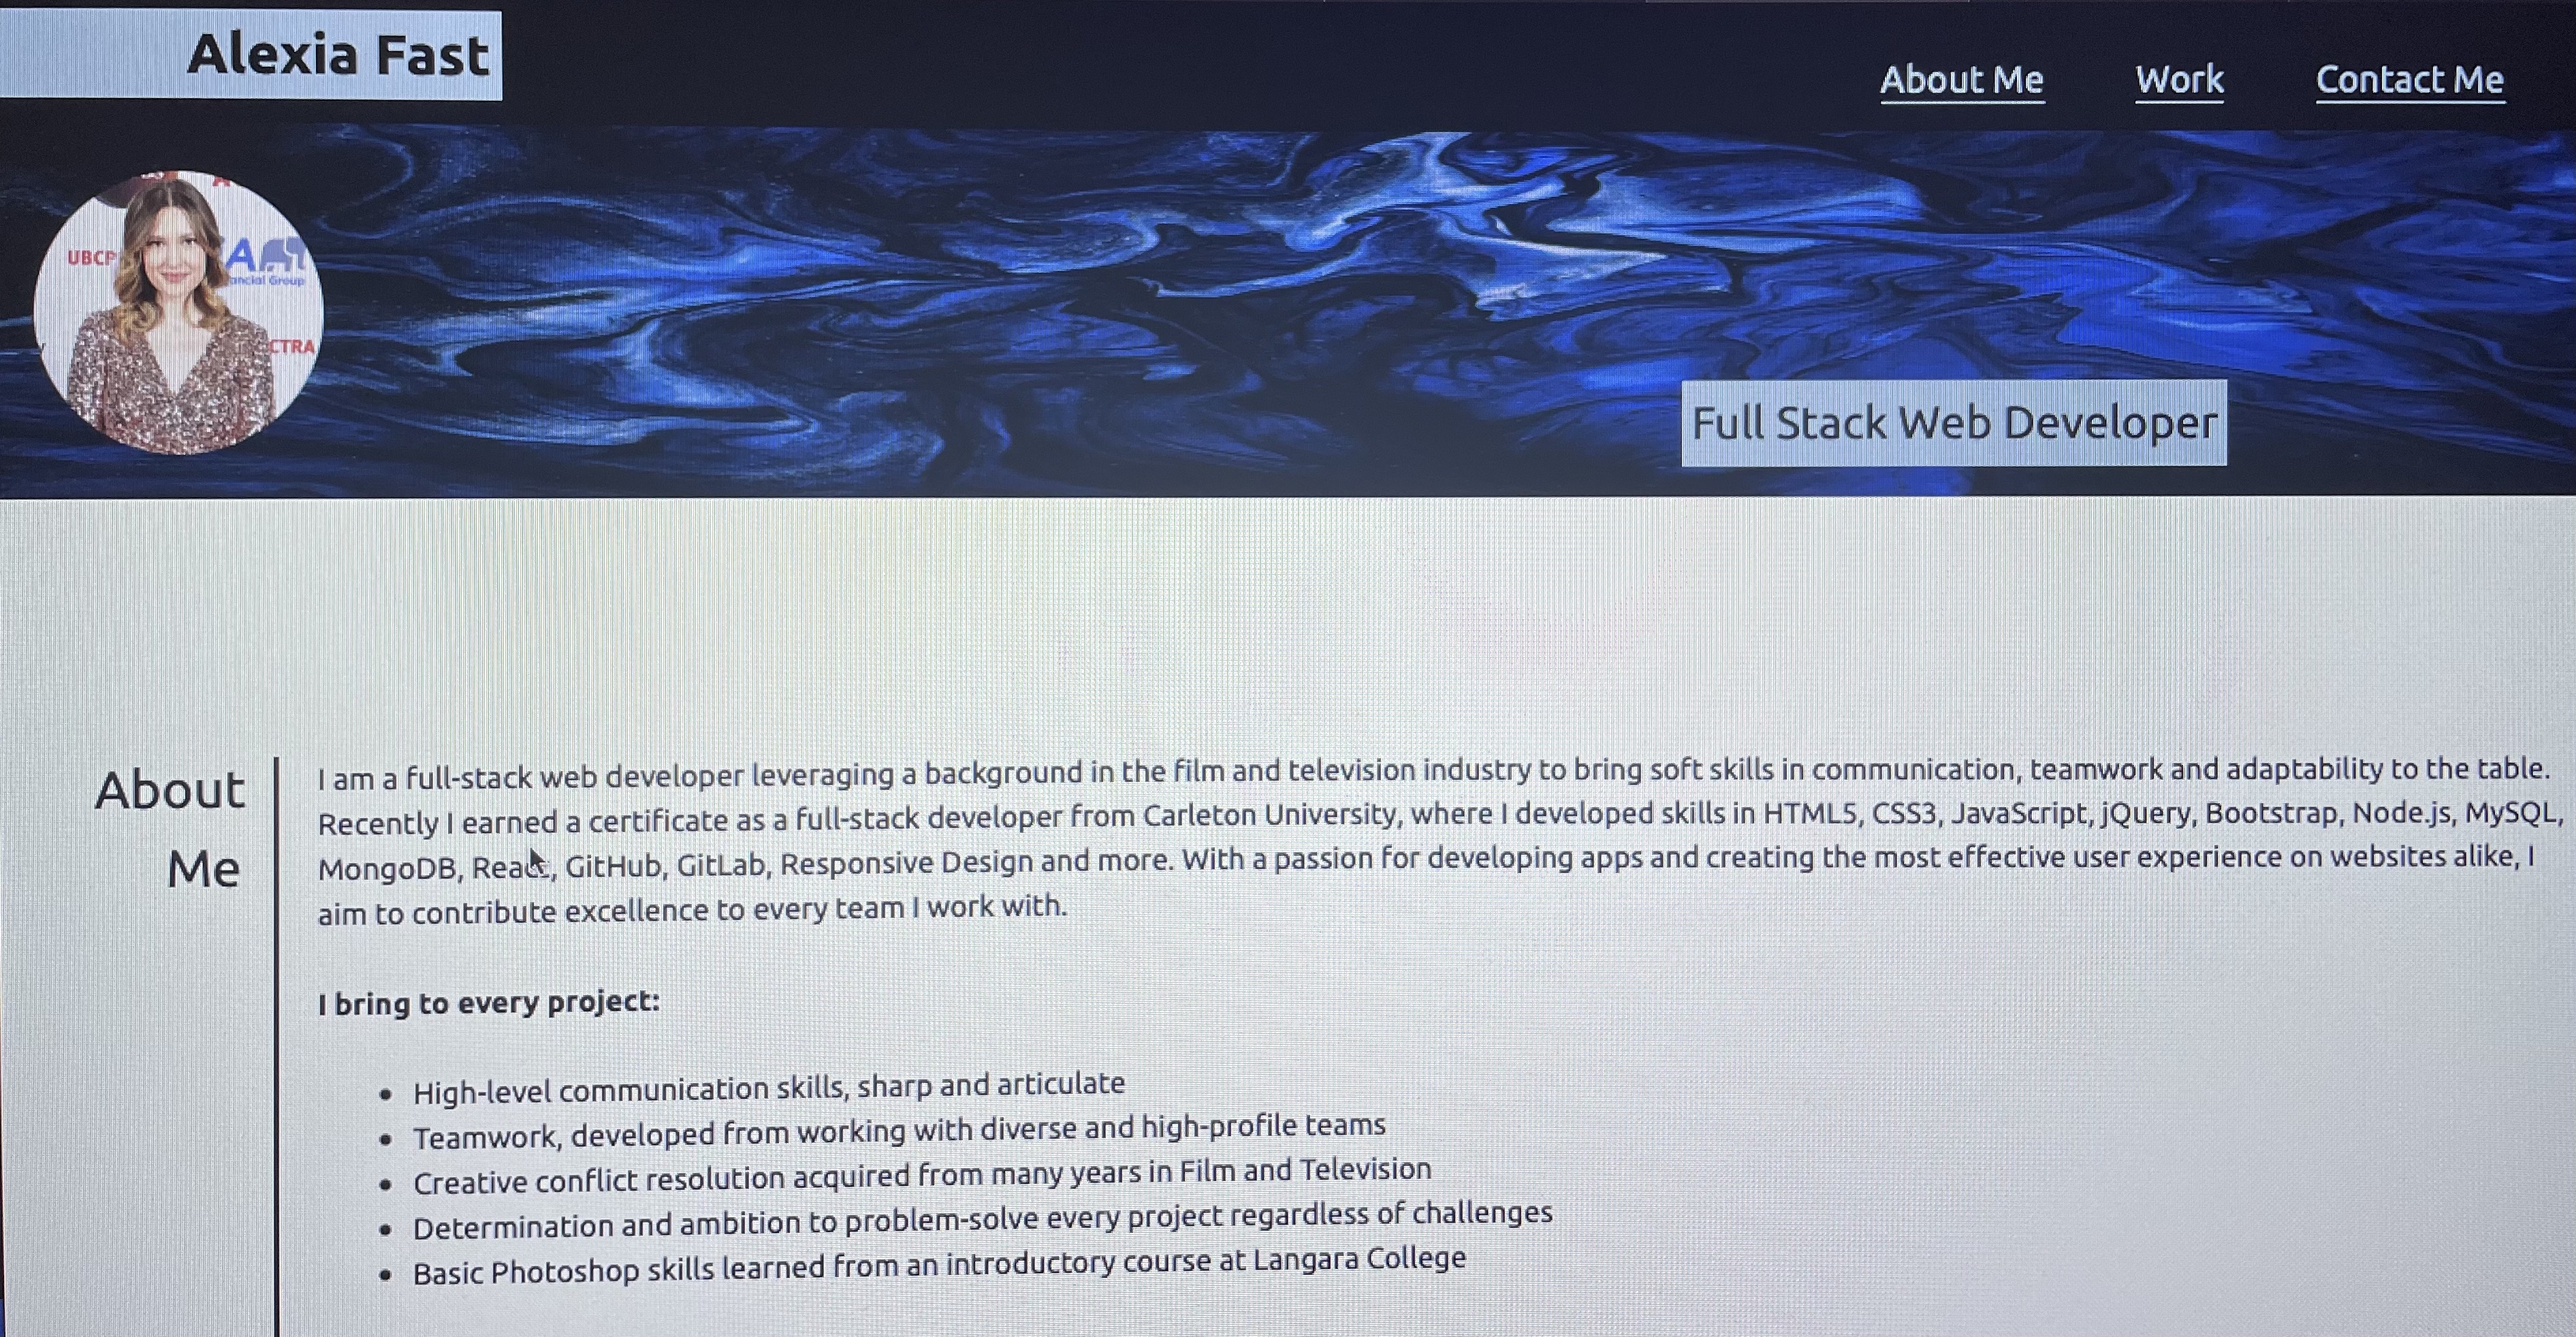 Alexia Fast
About Me Work Contact Me
UBCP
A
ancial Group
CTRA
Full Stack Web Developer
About
Me
I am a full-stack web developer leveraging a background in the film and television industry to bring soft skills in communication, teamwork and adaptability to the table.
Recently I earned a certificate as a full-stack developer from Carleton University, where I developed skills in HTML5, CSS3, JavaScript, jQuery, Bootstrap, Node.js, MySQL,
MongoDB, React, GitHub, GitLab, Responsive Design and more. With a passion for developing apps and creating the most effective user experience on websites alike, I
aim to contribute excellence to every team I work with.
I bring to every project:
• High-level communication skills, sharp and articulate
• Teamwork, developed from working with diverse and high-profile teams
• Creative conflict resolution acquired from many years in Film and Television
• Determination and ambition to problem-solve every project regardless of challenges
• Basic Photoshop skills learned from an introductory course at Langara College